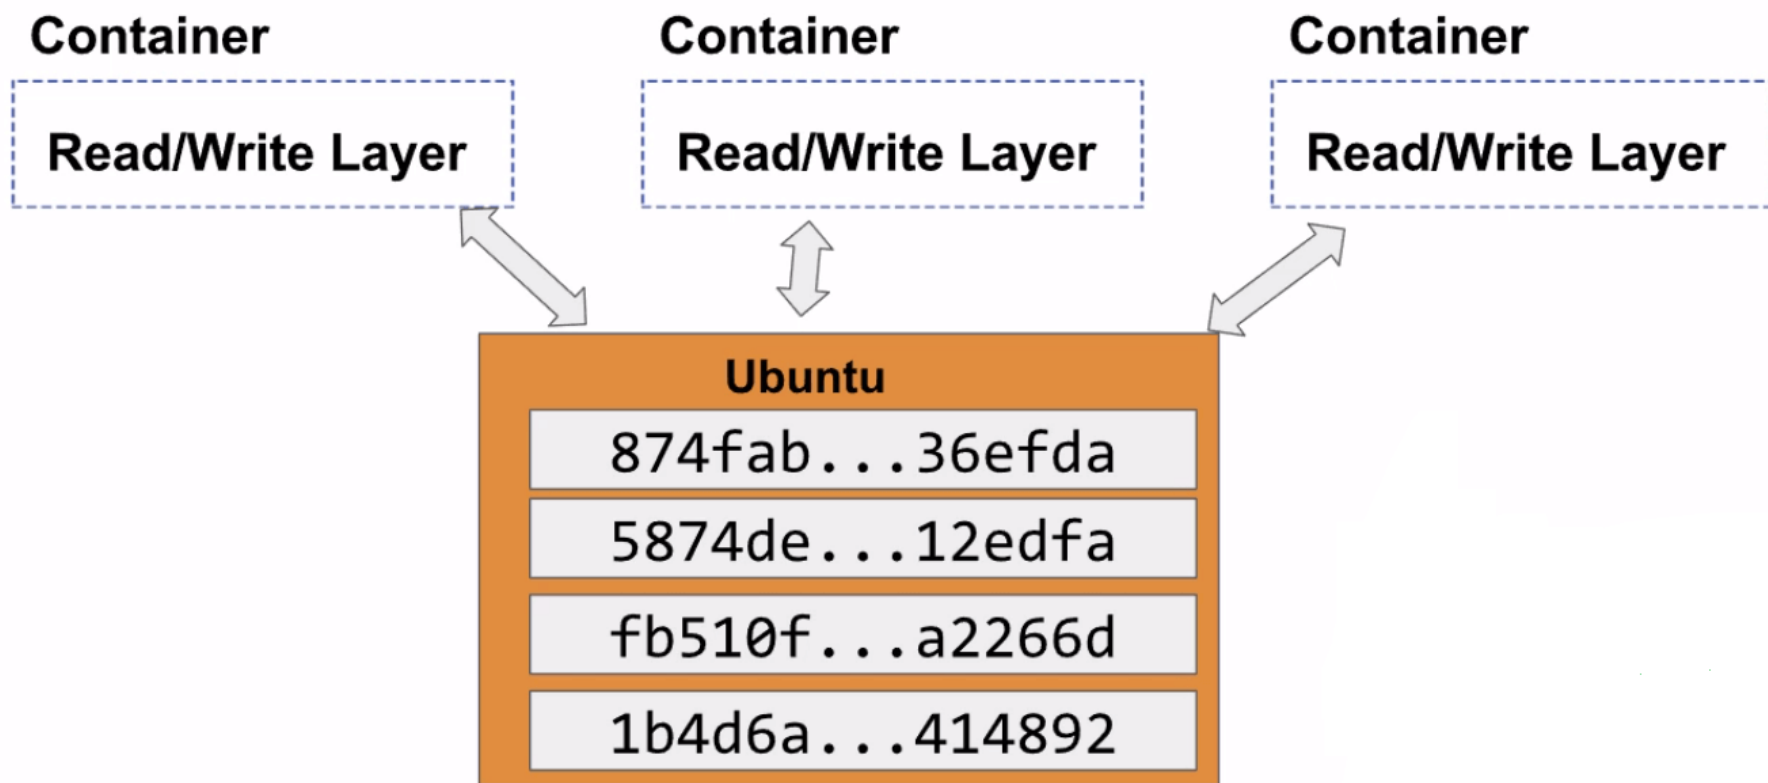 Container
Container
Container
Read/Write Layer
Read/Write Layer
Read/Write Layer
Ubuntu
874fab...36efda
5874de...12edfa
fb510f...a2266d
1b4d6a...414892